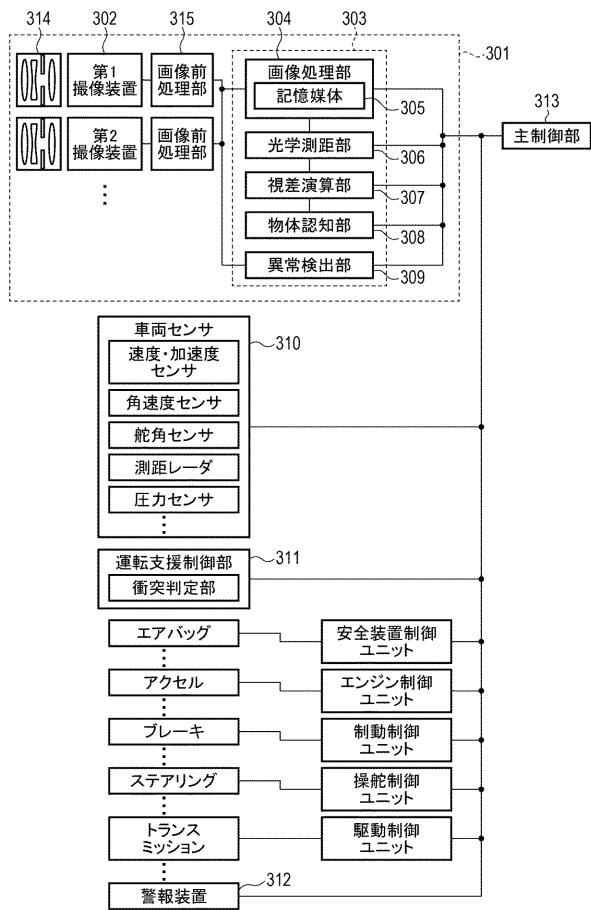 314
302
315
304
303
301
第1
撮像装置
画像前
処理部
画像処理部
記憶媒体
305
313
主制御部
第2
撮像装置
画像前
処理部
光学測距部
306
視差演算部
307
物体認知部
308
異常検出部
309
車両センサ
310
速度・加速度
センサ
角速度センサ
舵角センサ
測距レーダ
圧力センサ
運転支援制御部
311
衝突判定部
エアバッグ
安全装置制御
ユニット
アクセル
エンジン制御
ユニット
ブレーキ
制動制御
ユニット
ステアリング
操舵制御
ユニット
トランス
ミッション
駆動制御
ユニット
警報装置
312